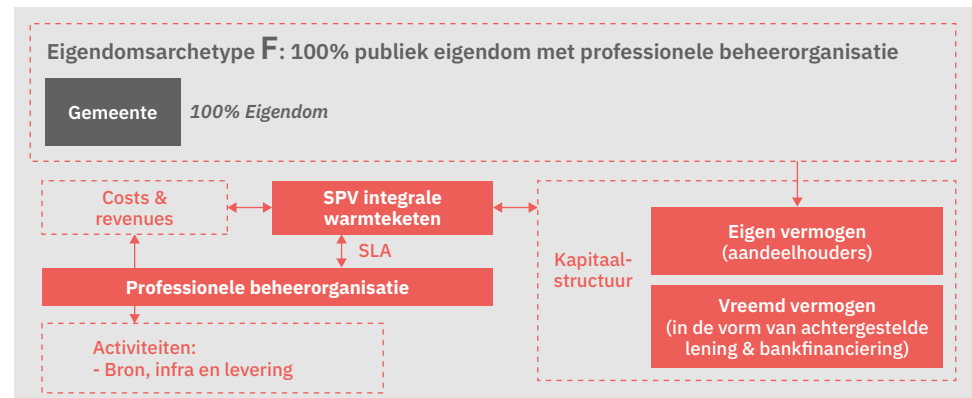 Eigendomsarchetype F: 100% publiek eigendom met professionele beheerorganisatie
Gemeente
100% Eigendom
Costs &
revenues
SPV integrale
warmteketen
SLA
Professionele beheerorganisatie
Activiteiten:
- Bron, infra en levering
Kapitaal-
structuur
Eigen vermogen
(aandeelhouders)
Vreemd vermogen
(in de vorm van achtergestelde
lening & bankfinanciering)